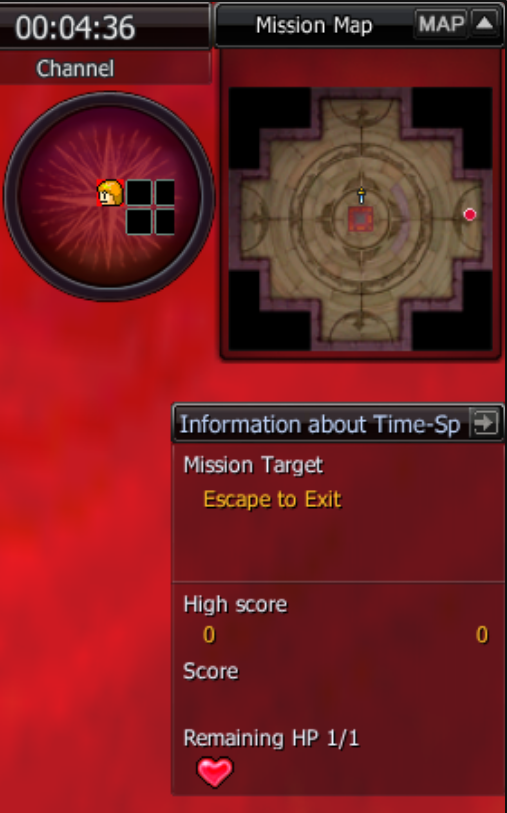 00:04:36
Mission Map MAP
Channel
Information about Time-Sp
Mission Target
Escape to Exit
High score
0 0
Score
Remaining HP 1/1